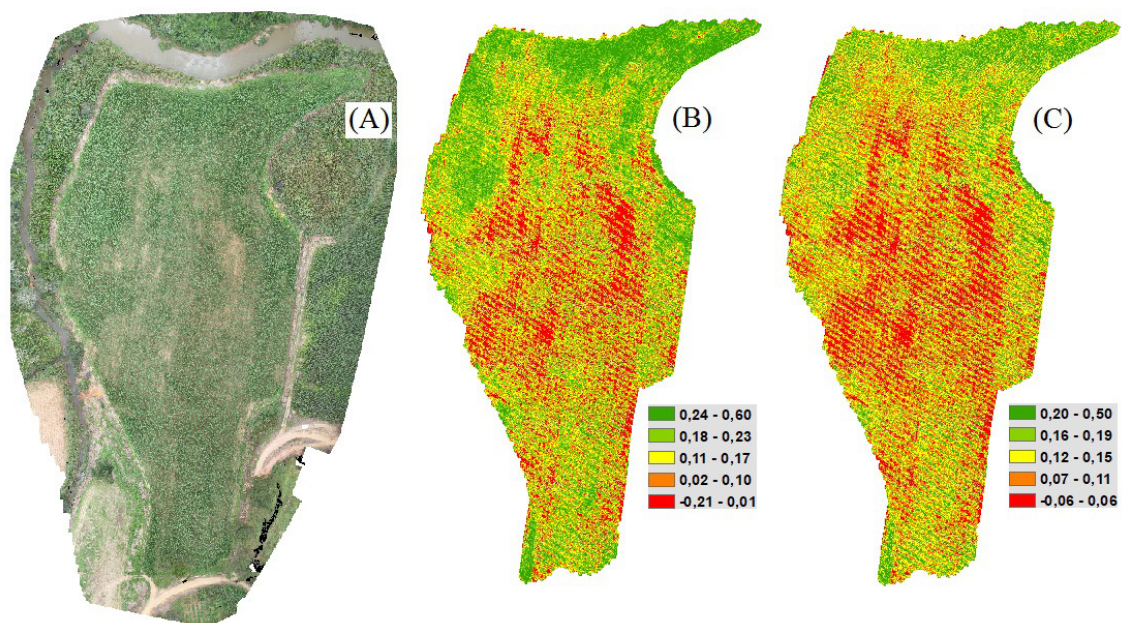 (A)
(B)
(C)
0,24 - 0,60
0,18 - 0,23
0,11 - 0,17
0,02 - 0,10
-0,21 - 0,01
0,20 - 0,50
0,16 - 0,19
0,12 - 0,15
0,07 - 0,11
-0,06 - 0,06